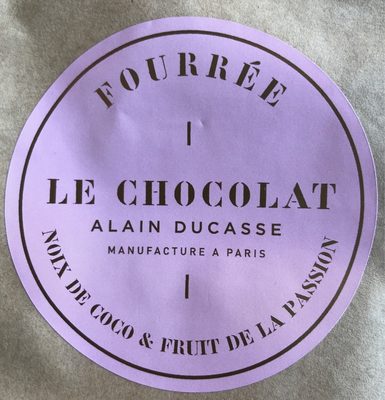 FOURRÉE
LE CHOCOLAT
ALAIN DUCASSE
MANUFACTURE A PARIS
NOIX DE COCO & FRUIT DE LA PASSION